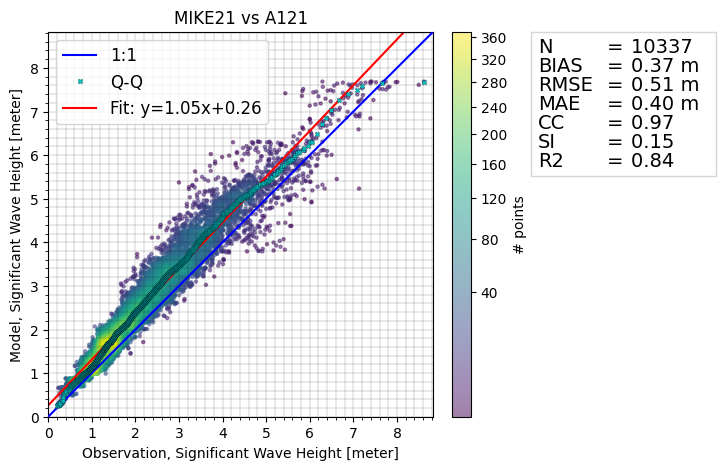 MIKE21 vs A121
1:1
Q-Q
Fit: y=1.05x+0.26
Model, Significant Wave Height [meter]
0
1
2
3
4
5
6
7
8
0 1 2 3 4 5 6 7 8
Observation, Significant Wave Height [meter]
360
320
280
240
200
160
120
80
40
# points
N = 10337
BIAS = 0.37 m
RMSE = 0.51 m
MAE = 0.40 m
CC = 0.97
SI = 0.15
R2 = 0.84